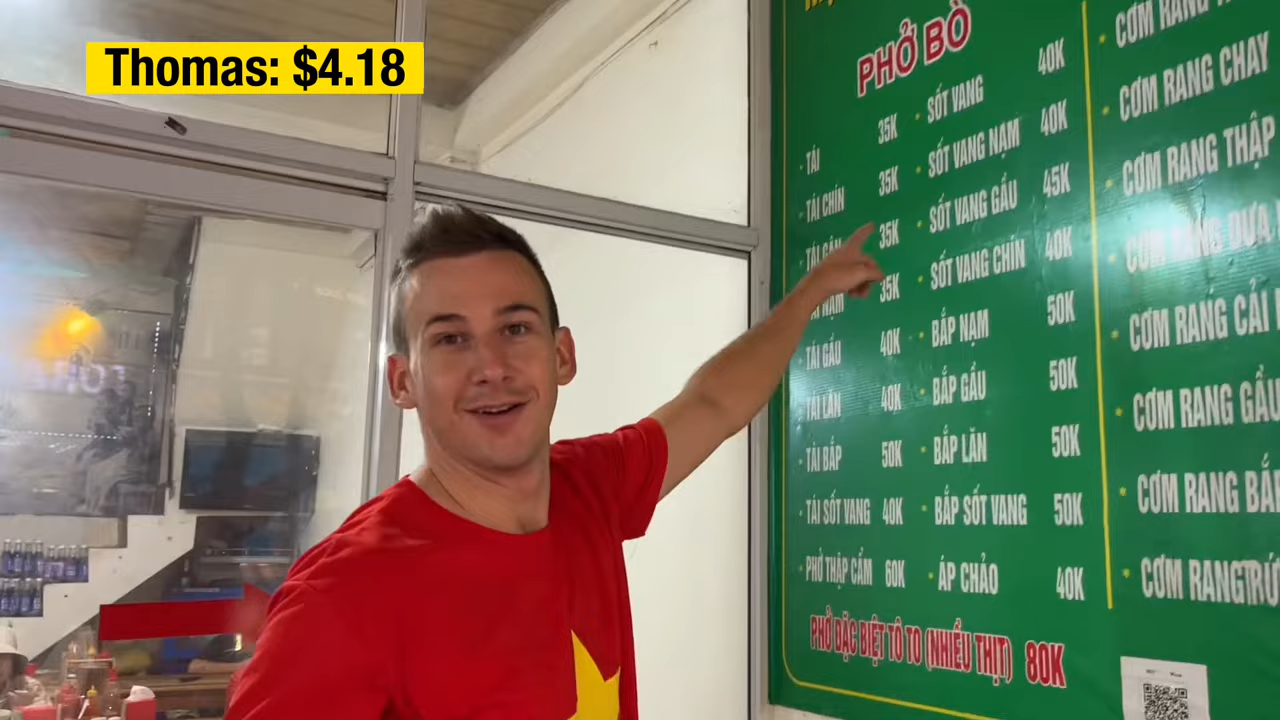 Thomas: $4.18
PHỞ BÒ
· TÁI 35K
· TÁI CHÍN 35K
35K
35K
TÁI GẦU 40K
TÁI LĂN 40K
· TÁI BẮP 50K
· TÁI SỐT VANG 40K
· PHỞ THẬP CẨM 60K
· SỐT VANG 40K
· SỐT VANG NẠM 40K
· SỐT VANG GẦU 45K
· SỐT VANG CHÍN 40K
· BẮP NẠM 50K
· BẮP GẦU 50K
· BẮP LĂN 50K
· BẮP SỐT VANG 50K
· ÁP CHẢO 40K
PHỞ ĐẶC BIỆT TÔ TO (NHIỀU THỊT) 80K
· CƠM RANG
· CƠM RANG CHAY
· CƠM RANG THẬP
· CƠM RANG DƯA
· CƠM RANG CẢI
· CƠM RANG GẦU
· CƠM RANG BẮP
· CƠM RANG